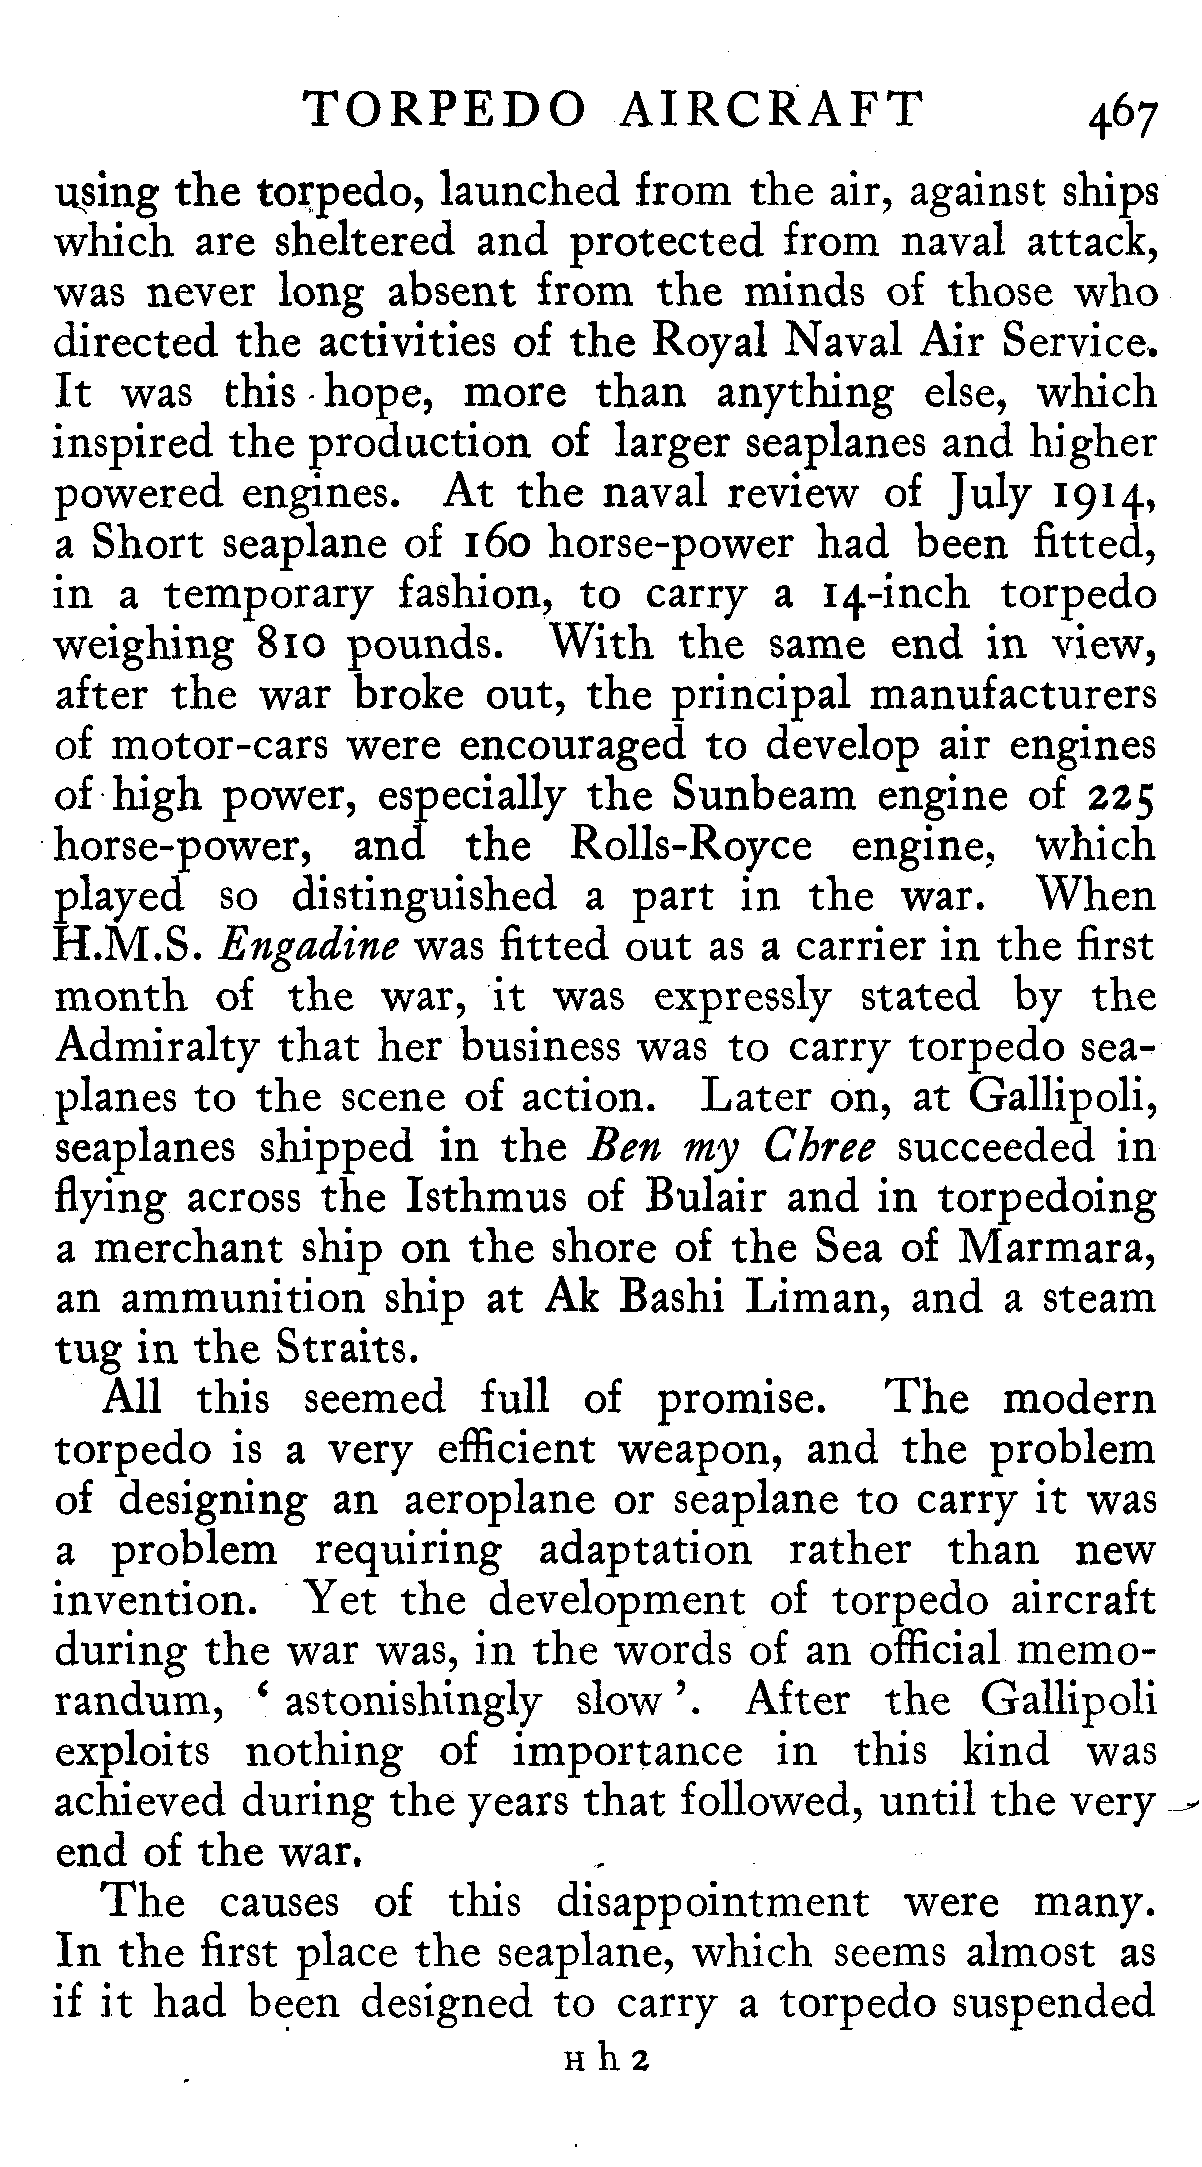 TORPEDO AIRCRAFT 467
using the torpedo, launched from the air, against ships
which are sheltered and protected from naval attack,
was never long absent from the minds of those who
directed the activities of the Royal Naval Air Service.
It was this hope, more than anything else, which
inspired the production of larger seaplanes and higher
powered engines. At the naval review of July 1914,
a Short seaplane of 160 horse-power had been fitted,
in a temporary fashion, to carry a 14-inch torpedo
weighing 810 pounds. With the same end in view,
after the war broke out, the principal manufacturers
of motor-cars were encouraged to develop air engines
of high power, especially the Sunbeam engine of 225
horse-power, and the Rolls-Royce engine, which
played so distinguished a part in the war. When
H.M.S. Engadine was fitted out as a carrier in the first
month of the war, it was expressly stated by the
Admiralty that her business was to carry torpedo sea-
planes to the scene of action. Later on, at Gallipoli,
seaplanes shipped in the Ben my Chree succeeded in
flying across the Isthmus of Bulair and in torpedoing
a merchant ship on the shore of the Sea of Marmara,
an ammunition ship at Ak Bashi Liman, and a steam
tug in the Straits.
All this seemed full of promise. The modern
torpedo is a very efficient weapon, and the problem
of designing an aeroplane or seaplane to carry it was
a problem requiring adaptation rather than new
invention. Yet the development of torpedo aircraft
during the war was, in the words of an official memo-
randum, ‘ astonishingly slow ’. After the Gallipoli
exploits nothing of importance in this kind was
achieved during the years that followed, until the very
end of the war.
The causes of this disappointment were many.
In the first place the seaplane, which seems almost as
if it had been designed to carry a torpedo suspended
H h 2